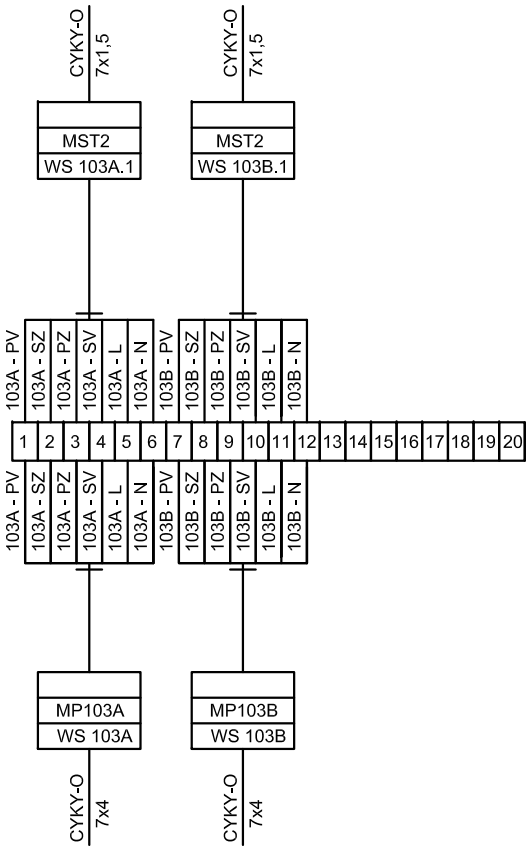 CYKY-O
7x1,5
CYKY-O
7x1,5
MST2
WS 103A.1
MST2
WS 103B.1
103A - PV
103A - SZ
103A - PZ
103A - SV
103A - L
103A - N
103B - PV
103B - SZ
103B - PZ
103B - SV
103B - L
103B - N
1 2 3 4 5 6 7 8 9 10 11 12 13 14 15 16 17 18 19 20
103A - PV
103A - SZ
103A - PZ
103A - SV
103A - L
103A - N
103B - PV
103B - SZ
103B - PZ
103B - SV
103B - L
103B - N
MP103A
WS 103A
MP103B
WS 103B
CYKY-O
7x4
CYKY-O
7x4